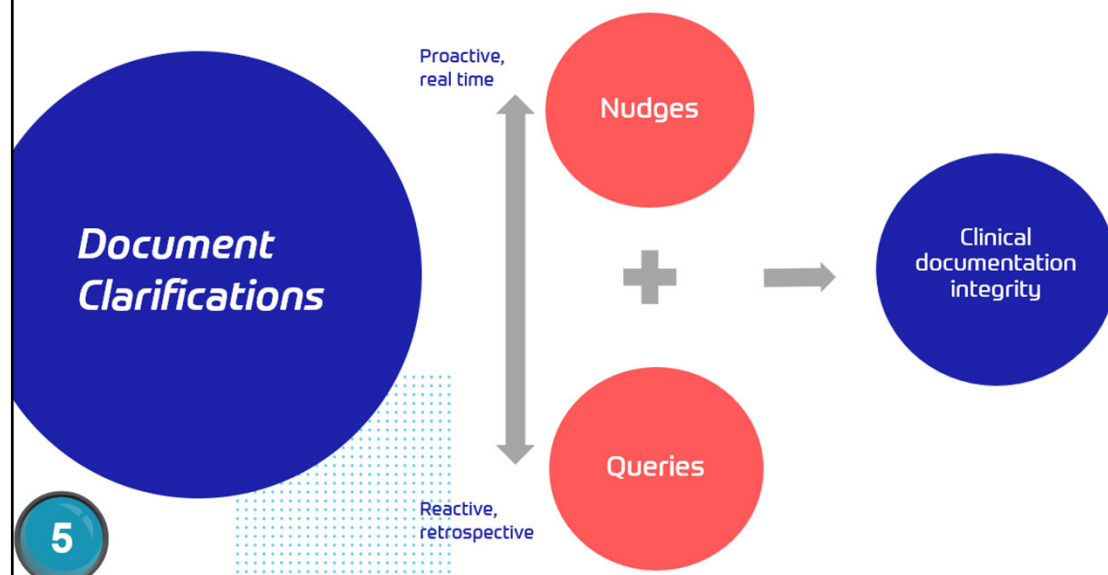 Document
Clarifications
Proactive,
real time
Nudges
Queries
Reactive,
retrospective
Clinical
documentation
integrity
5